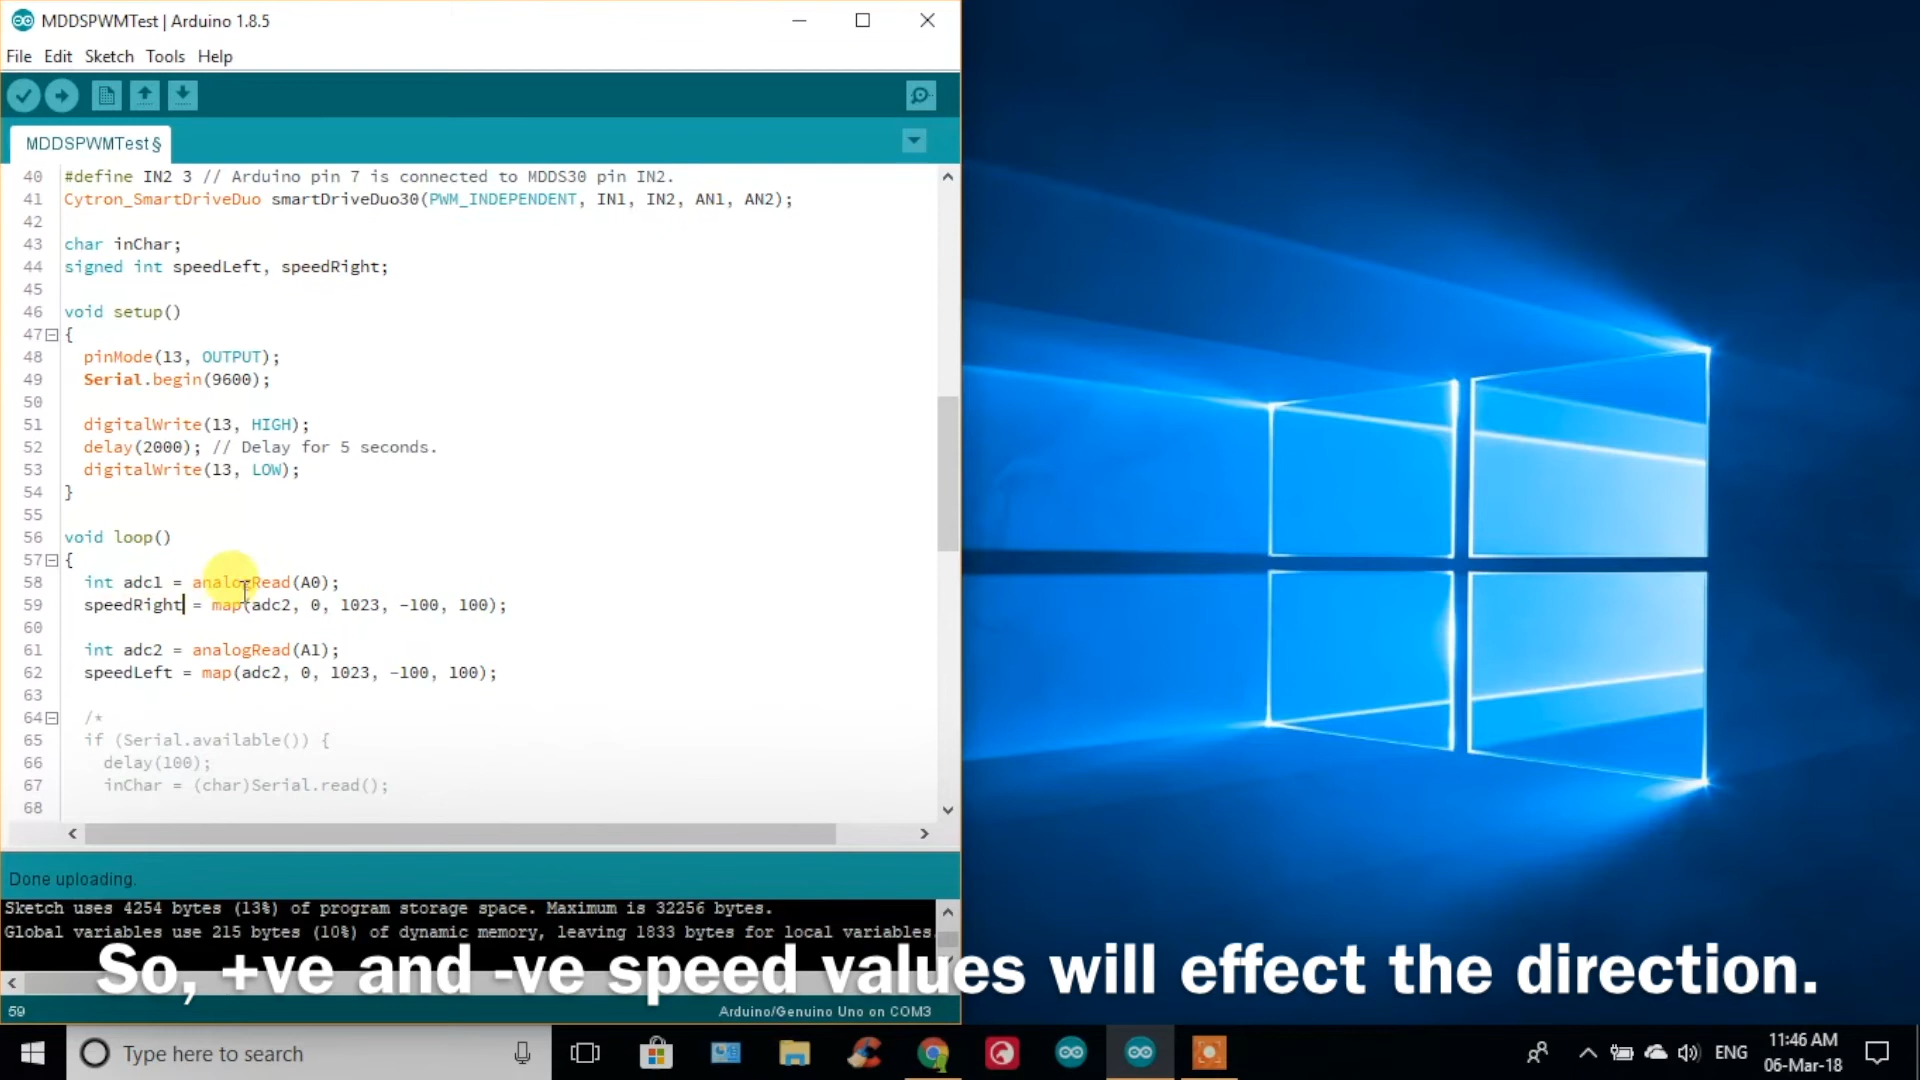 MDDSPWMTest | Arduino 1.8.5
File Edit Sketch Tools Help
MDDSPWMTest§
40 #define IN2 3 // Arduino pin 7 is connected to MDDS30 pin IN2.
41 Cytron_SmartDriveDuo smartDriveDuo30(PWM_INDEPENDENT, IN1, IN2, AN1, AN2);
42
43 char inChar;
44 signed int speedLeft, speedRight;
45
46 void setup()
47 {
48 pinMode(13, OUTPUT);
49 Serial.begin(9600);
50
51 digitalWrite(13, HIGH);
52 delay(2000); // Delay for 5 seconds.
53 digitalWrite(13, LOW);
54 }
55
56 void loop()
57 {
58 int adc1 = analogRead(A0);
59 speedRight = map(adc2, 0, 1023, -100, 100);
60
61 int adc2 = analogRead(A1);
62 speedLeft = map(adc2, 0, 1023, -100, 100);
63
64 /*
65 if (Serial.available()) {
66 delay(100);
67 inChar = (char)Serial.read();
68
Done uploading.
Sketch uses 4254 bytes (13%) of program storage space. Maximum is 32256 bytes.
Global variables use 215 bytes (10%) of dynamic memory, leaving 1833 bytes for local variables.
So, +ve and -ve speed values will effect the direction.
59 Arduino/Genuino Uno on COM3
Type here to search
ENG
11:46 AM
06-Mar-18